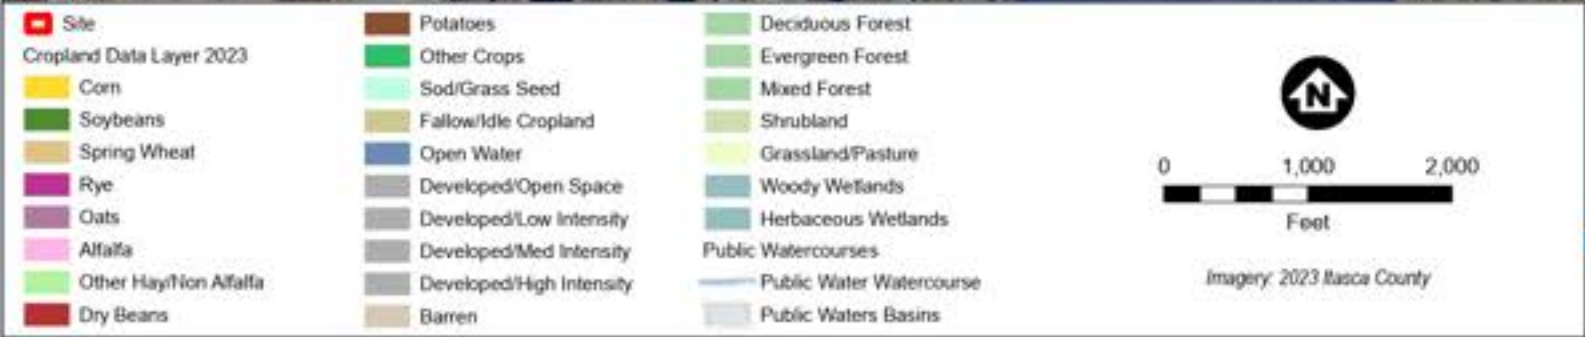 Site
Cropland Data Layer 2023
Corn
Soybeans
Spring Wheat
Rye
Oats
Alfalfa
Other Hay/Non Alfalfa
Dry Beans
Potatoes
Other Crops
Sod/Grass Seed
Fallow/Idle Cropland
Open Water
Developed/Open Space
Developed/Low Intensity
Developed/Med Intensity
Developed/High Intensity
Barren
Deciduous Forest
Evergreen Forest
Mixed Forest
Shrubland
Grassland/Pasture
Woody Wetlands
Herbaceous Wetlands
Public Watercourses
Public Water Watercourse
Public Waters Basins
N
0 1,000 2,000
Feet
Imagery: 2023 Itasca County